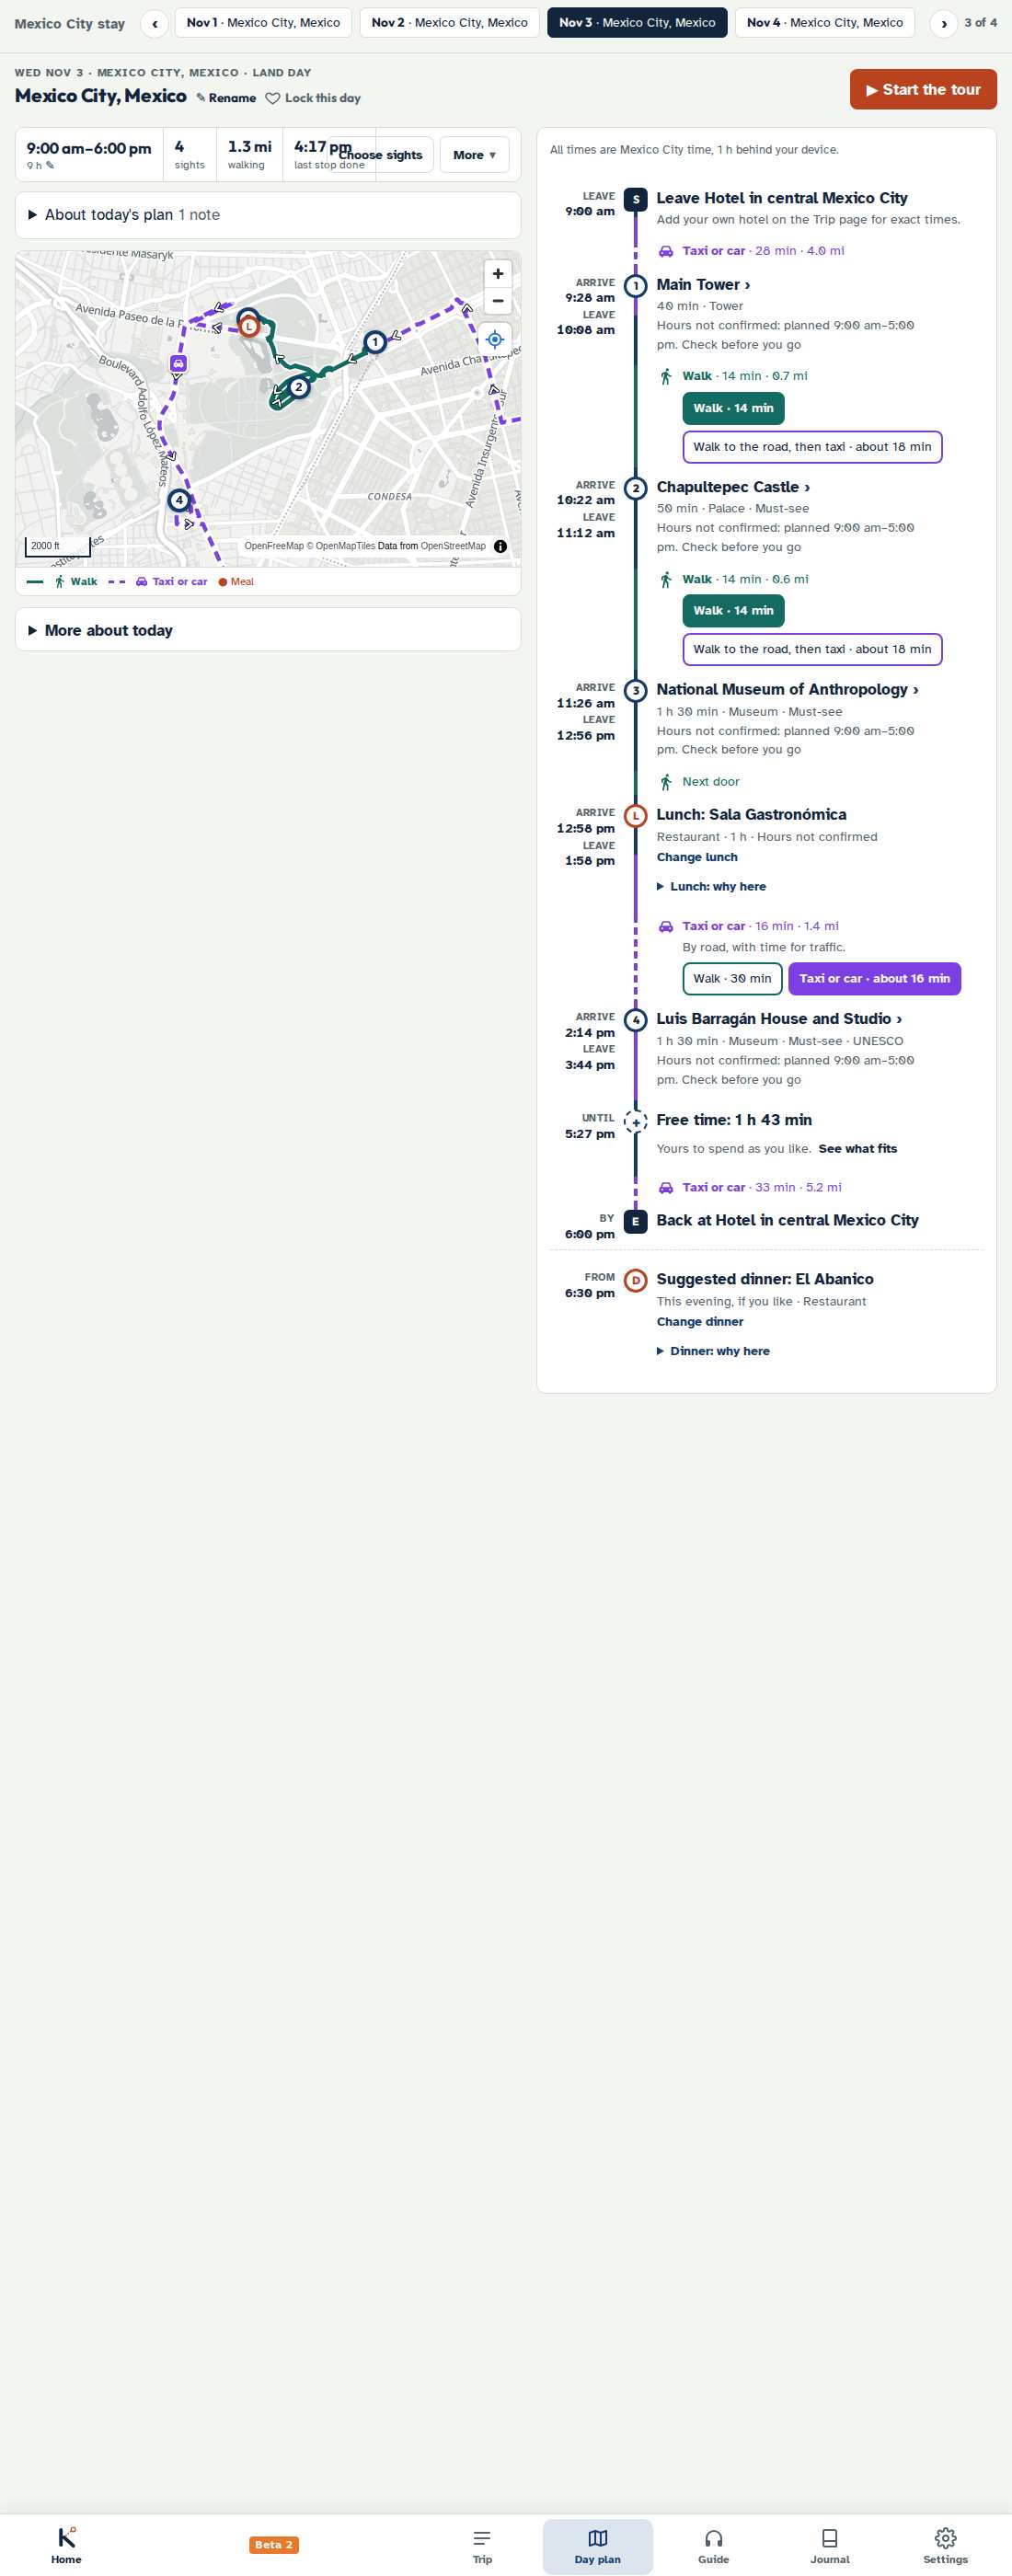 Mexico City stay
‹
Nov 1 · Mexico City, Mexico
Nov 2 · Mexico City, Mexico
Nov 3 · Mexico City, Mexico
Nov 4 · Mexico City, Mexico
›
3 of 4
WED NOV 3 · MEXICO CITY, MEXICO · LAND DAY
Mexico City, Mexico
✎ Rename
Lock this day
▶ Start the tour
9:00 am–6:00 pm
9 h ✎
4
sights
1.3 mi
walking
4:17 pm
last stop done
Choose sights
More ▾
▶ About today's plan 1 note
Masaryk
Avenida Paseo de la
Boulevard Adolfo López Mateos
Avenida
Avenida Insurgentes
CONDESA
L
1
2
4
+
−
2000 ft
OpenFreeMap © OpenMapTiles Data from OpenStreetMap
Walk
Taxi or car
Meal
▶ More about today
All times are Mexico City time, 1 h behind your device.
LEAVE
9:00 am
S
Leave Hotel in central Mexico City
Add your own hotel on the Trip page for exact times.
Taxi or car · 28 min · 4.0 mi
ARRIVE
9:28 am
LEAVE
10:08 am
1
Main Tower ›
40 min · Tower
Hours not confirmed: planned 9:00 am–5:00
pm. Check before you go
Walk · 14 min · 0.7 mi
Walk · 14 min
Walk to the road, then taxi · about 18 min
ARRIVE
10:22 am
LEAVE
11:12 am
2
Chapultepec Castle ›
50 min · Palace · Must-see
Hours not confirmed: planned 9:00 am–5:00
pm. Check before you go
Walk · 14 min · 0.6 mi
Walk · 14 min
Walk to the road, then taxi · about 18 min
ARRIVE
11:26 am
LEAVE
12:56 pm
3
National Museum of Anthropology ›
1 h 30 min · Museum · Must-see
Hours not confirmed: planned 9:00 am–5:00
pm. Check before you go
Next door
ARRIVE
12:58 pm
LEAVE
1:58 pm
L
Lunch: Sala Gastronómica
Restaurant · 1 h · Hours not confirmed
Change lunch
▶ Lunch: why here
Taxi or car · 16 min · 1.4 mi
By road, with time for traffic.
Walk · 30 min
Taxi or car · about 16 min
ARRIVE
2:14 pm
LEAVE
3:44 pm
4
Luis Barragán House and Studio ›
1 h 30 min · Museum · Must-see · UNESCO
Hours not confirmed: planned 9:00 am–5:00
pm. Check before you go
UNTIL
5:27 pm
+
Free time: 1 h 43 min
Yours to spend as you like. See what fits
Taxi or car · 33 min · 5.2 mi
BY
6:00 pm
E
Back at Hotel in central Mexico City
FROM
6:30 pm
D
Suggested dinner: El Abanico
This evening, if you like · Restaurant
Change dinner
▶ Dinner: why here
Home
Beta 2
Trip
Day plan
Guide
Journal
Settings